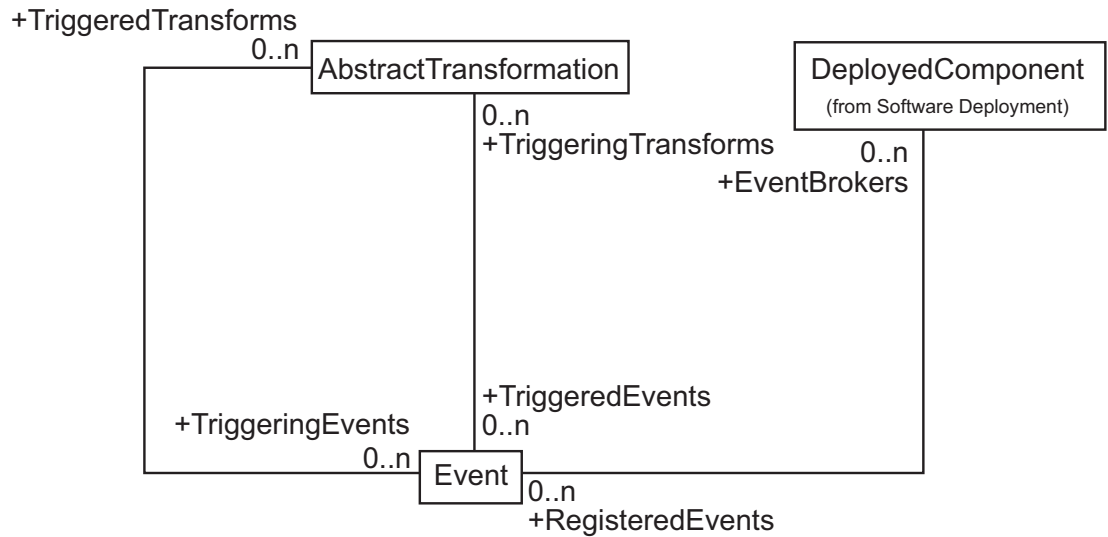 +TriggeredTransforms
0..n
AbstractTransformation
DeployedComponent
(from Software Deployment)
0..n
+TriggeringTransforms
0..n
+EventBrokers
+TriggeredEvents
0..n
+TriggeringEvents
0..n
Event
0..n
+RegisteredEvents